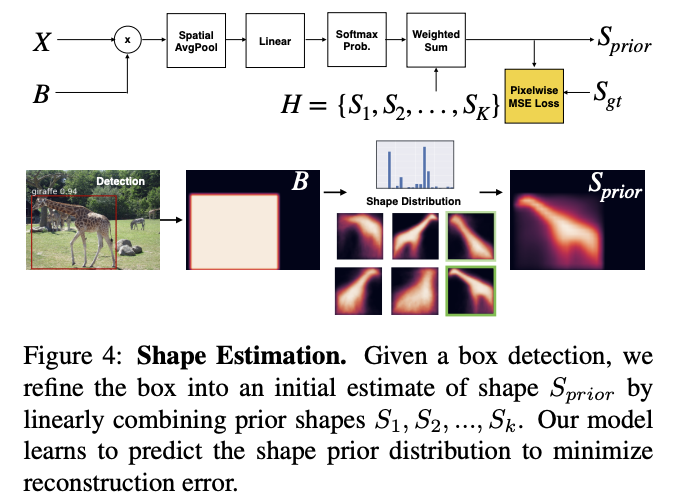 X
x
Spatial
AvgPool
Linear
Softmax
Prob.
Weighted
Sum
S_{prior}
B
H = {S_1, S_2, . . . , S_K}
Pixelwise
MSE Loss
S_{gt}
Detection
giraffe 0.94
B
Shape Distribution
S_{prior}
Figure 4: Shape Estimation. Given a box detection, we
refine the box into an initial estimate of shape S_{prior} by
linearly combining prior shapes S_1, S_2, ..., S_k. Our model
learns to predict the shape prior distribution to minimize
reconstruction error.